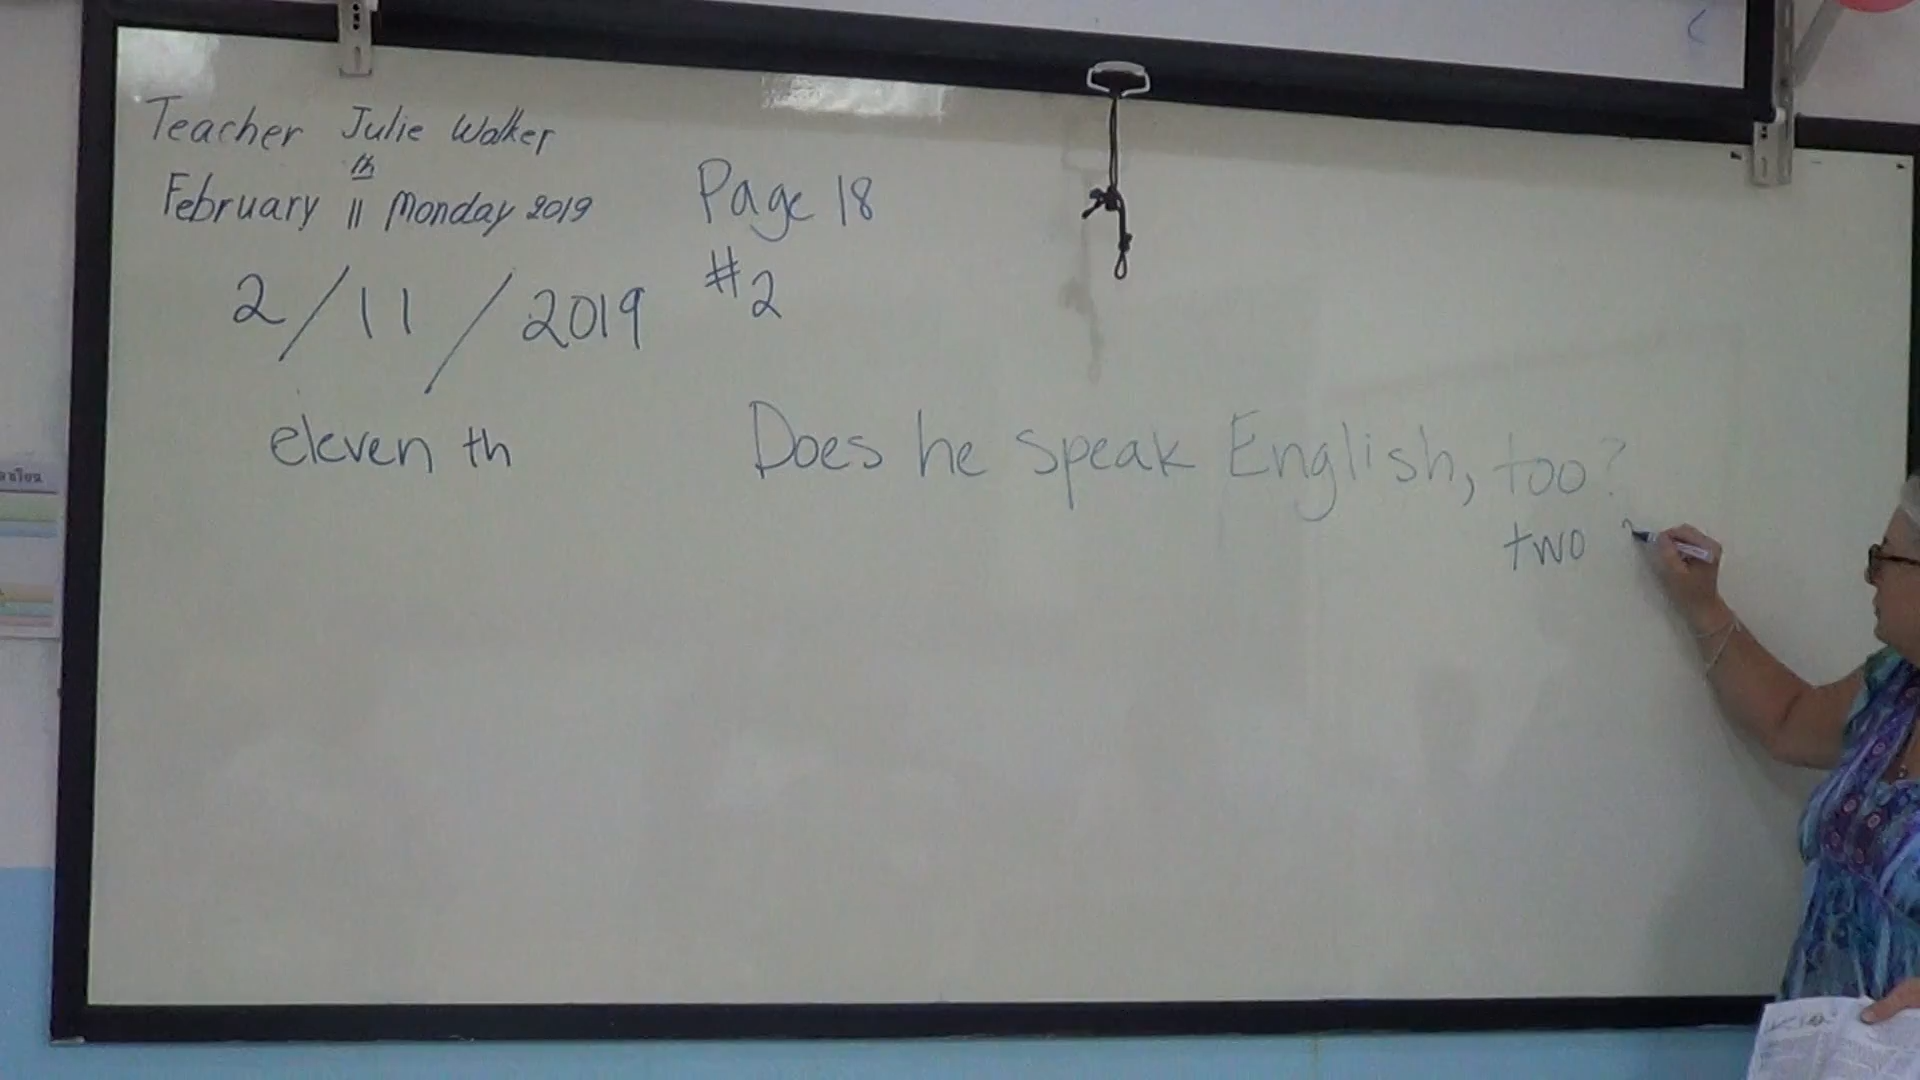 Teacher Julie Walker
February 11th Monday 2019
2/11/2019
eleven th
Page 18
#2
Does he speak English, too?
two 2